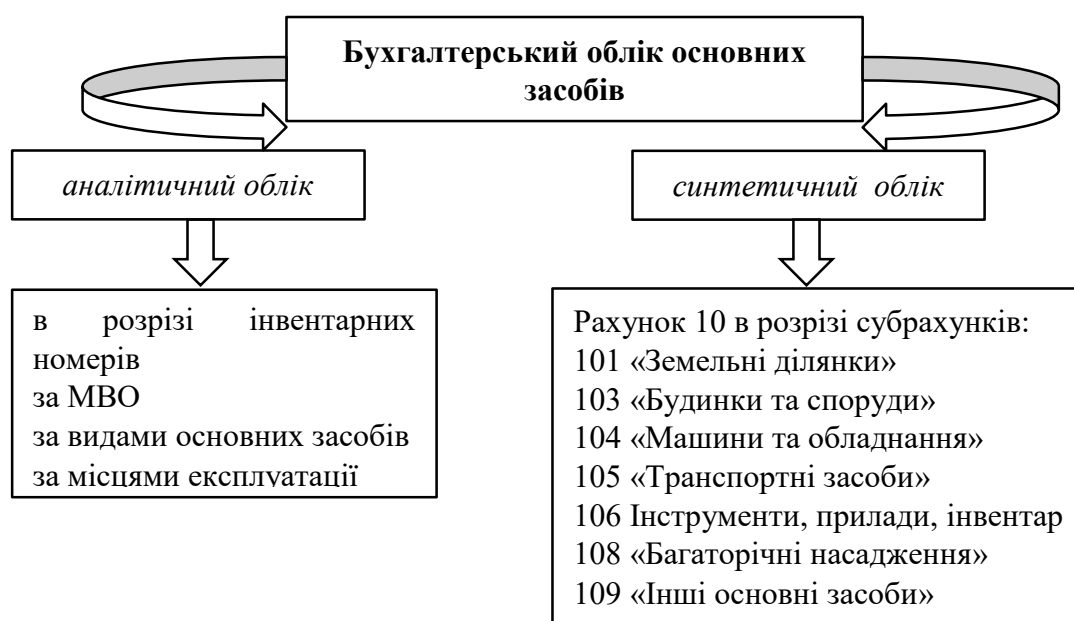 Бухгалтерський облік основних
засобів
аналітичний облік
синтетичний облік
в розрізі інвентарних
номерів
за МВО
за видами основних засобів
за місцями експлуатації
Рахунок 10 в розрізі субрахунків:
101 «Земельні ділянки»
103 «Будинки та споруди»
104 «Машини та обладнання»
105 «Транспортні засоби»
106 Інструменти, прилади, інвентар
108 «Багаторічні насадження»
109 «Інші основні засоби»